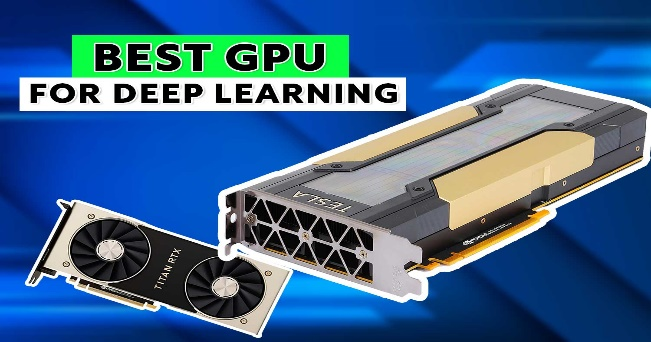 BEST GPU
FOR DEEP LEARNING
TESLA
TITAN RTX